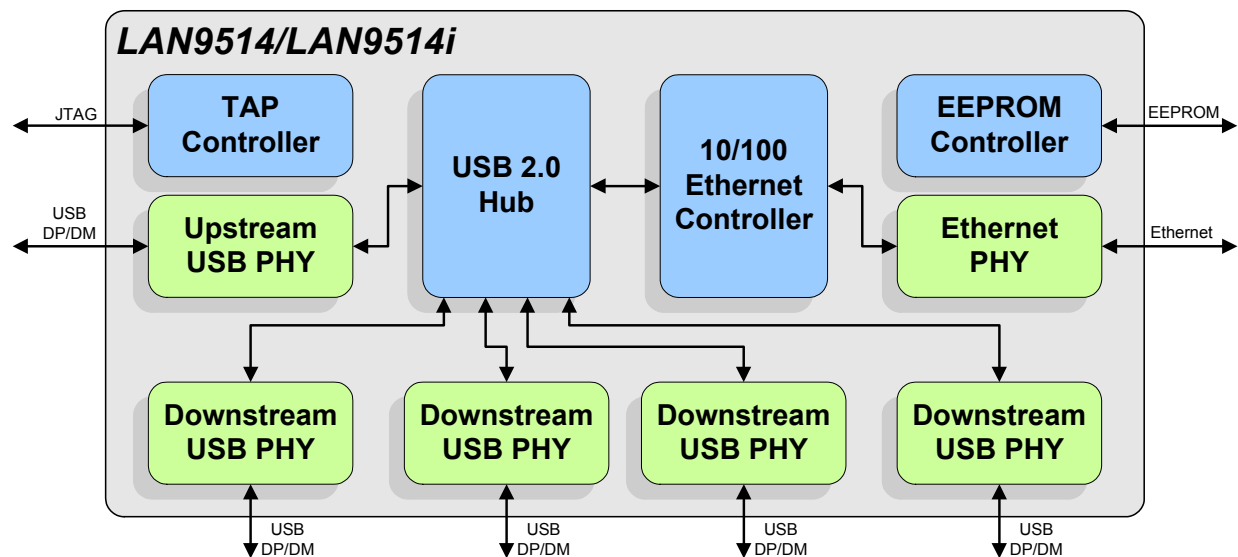 LAN9514/LAN9514i
TAP
Controller
USB 2.0
Hub
10/100
Ethernet
Controller
EEPROM
Controller
JTAG
EEPROM
USB
DP/DM
Upstream
USB PHY
Ethernet
PHY
Ethernet
Downstream
USB PHY
Downstream
USB PHY
Downstream
USB PHY
Downstream
USB PHY
USB
DP/DM
USB
DP/DM
USB
DP/DM
USB
DP/DM